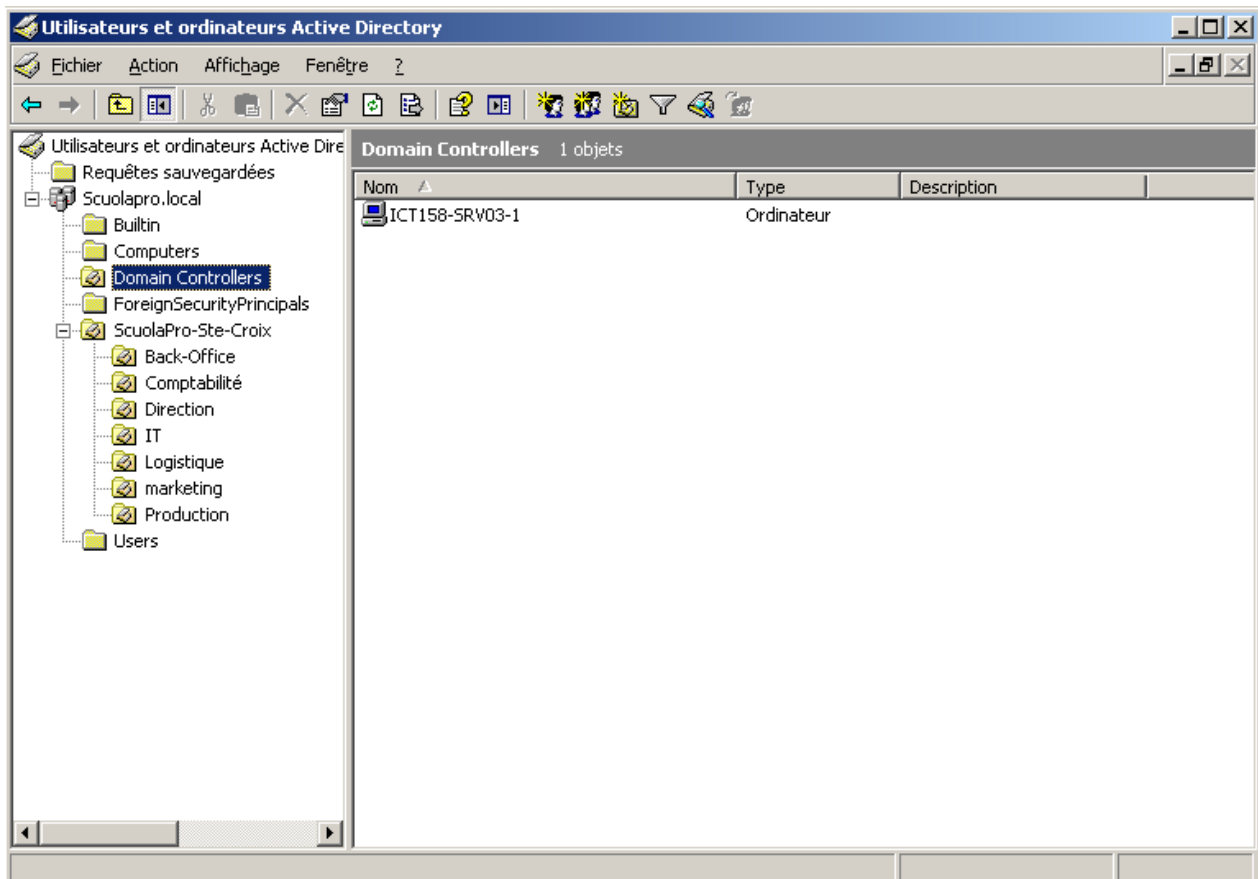 Utilisateurs et ordinateurs Active Directory
Fichier Action Affichage Fenêtre ?
Utilisateurs et ordinateurs Active Dire
Requêtes sauvegardées
Scuolapro.local
Builtin
Computers
Domain Controllers
ForeignSecurityPrincipals
ScuolaPro-Ste-Croix
Back-Office
Comptabilité
Direction
IT
Logistique
marketing
Production
Users
Domain Controllers 1 objets
Nom Type Description
ICT158-SRV03-1 Ordinateur